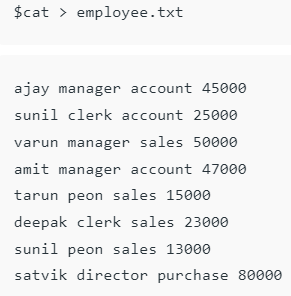 $cat > employee.txt
ajay manager account 45000
sunil clerk account 25000
varun manager sales 50000
amit manager account 47000
tarun peon sales 15000
deepak clerk sales 23000
sunil peon sales 13000
satvik director purchase 80000